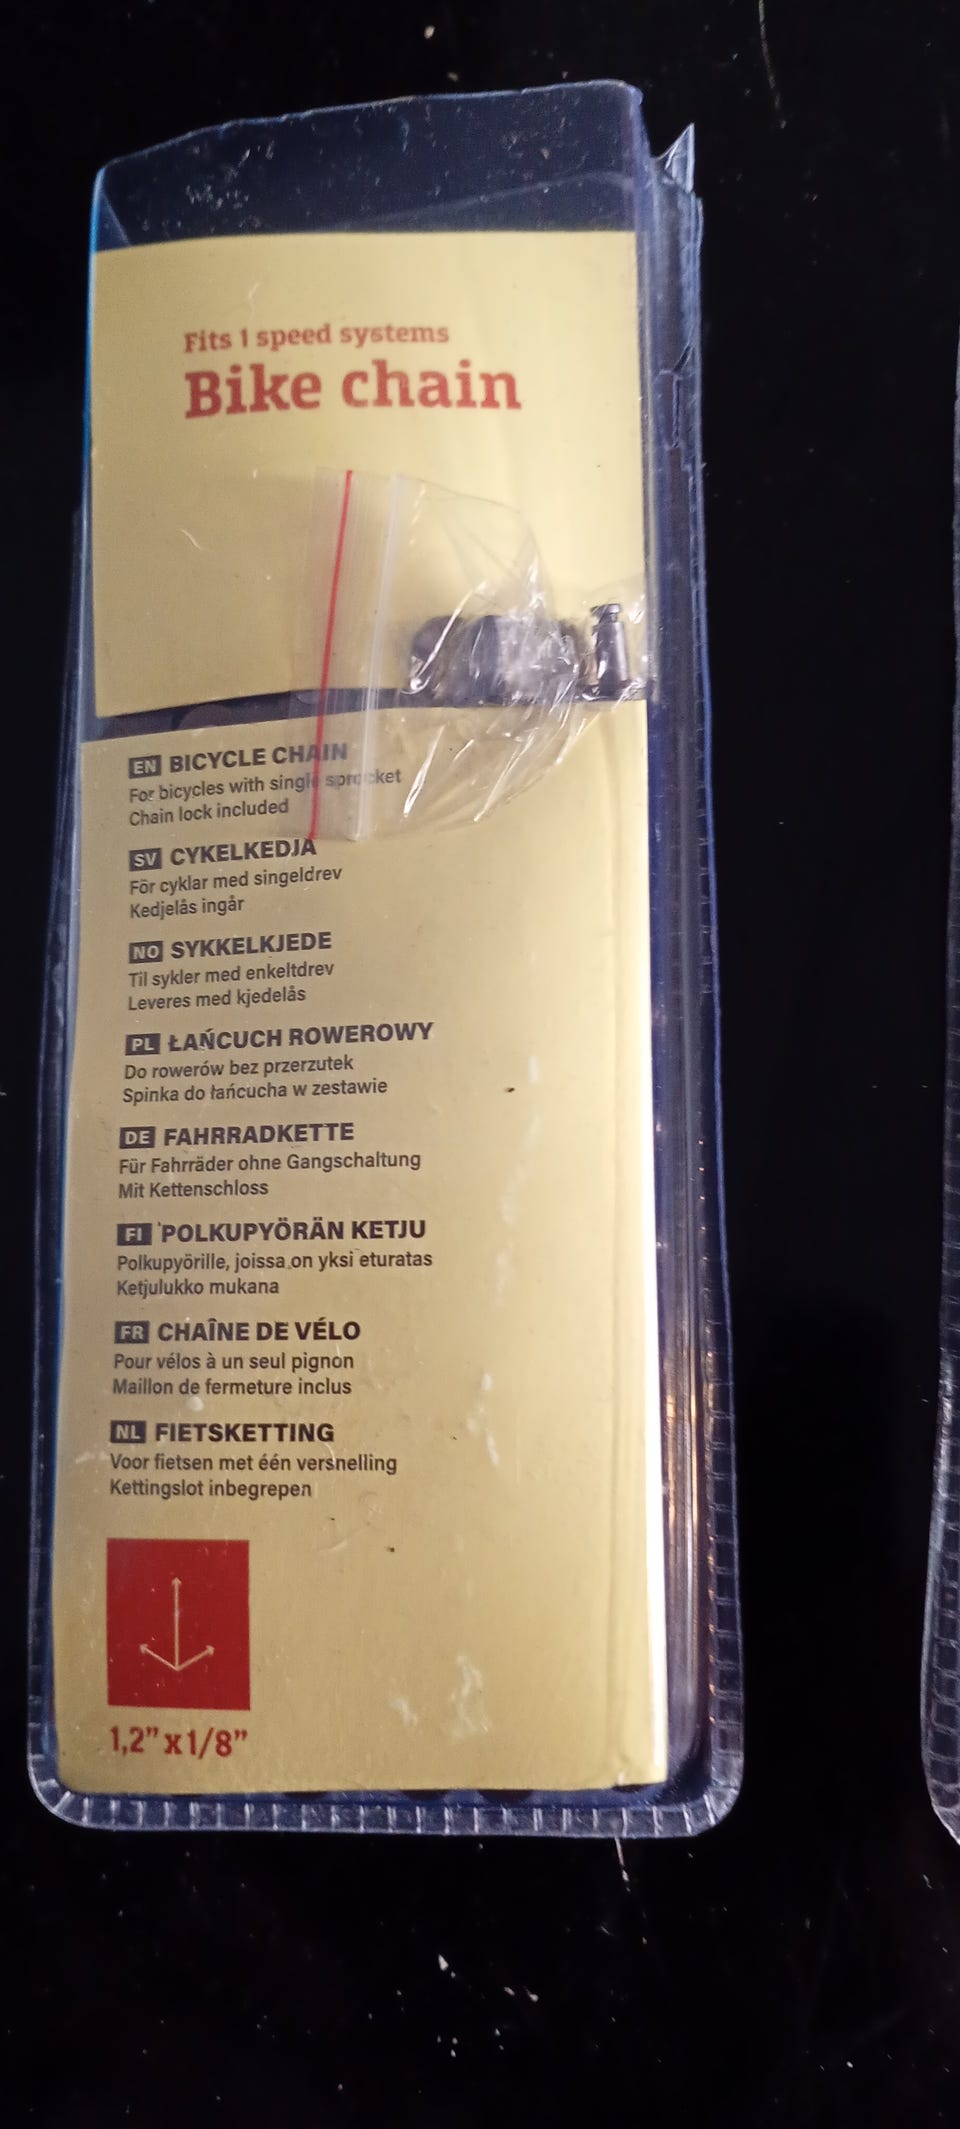 Fits 1 speed systems
Bike chain
EN BICYCLE CHAIN
For bicycles with single sprocket
Chain lock included
SV CYKELKEDJA
För cyklar med singeldrev
Kedjelås ingår
NO SYKKELKJEDE
Til sykler med enkeltdrev
Leveres med kjedelås
PL ŁAŃCUCH ROWEROWY
Do rowerów bez przerzutek
Spinka do łańcucha w zestawie
DE FAHRRADKETTE
Für Fahrräder ohne Gangschaltung
Mit Kettenschloss
FI POLKUPYÖRÄN KETJU
Polkupyörille, joissa on yksi eturatas
Ketjulukko mukana
FR CHAÎNE DE VÉLO
Pour vélos à un seul pignon
Maillon de fermeture inclus
NL FIETSKETTING
Voor fietsen met één versnelling
Kettingslot inbegrepen
1,2” x 1/8”